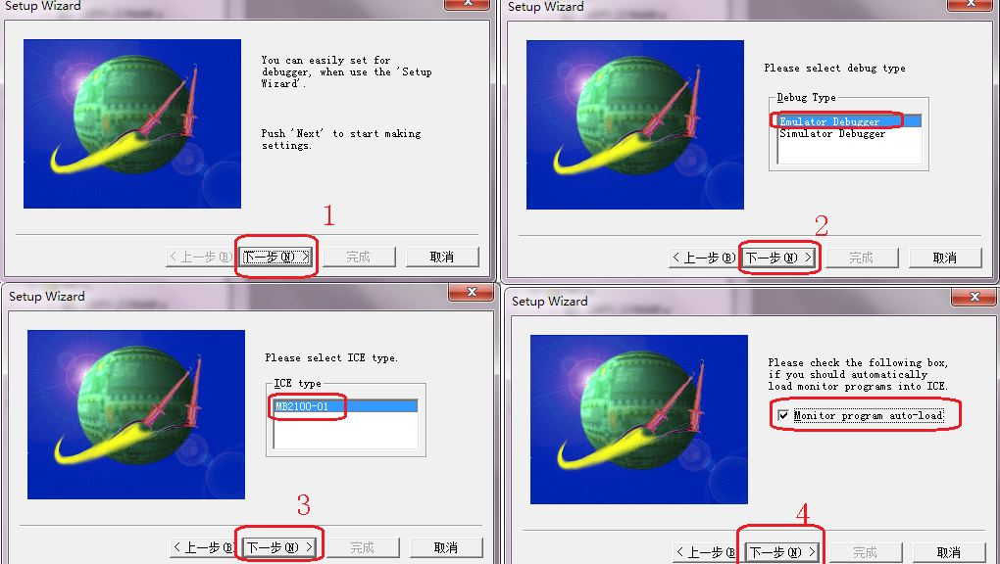 Setup Wizard
You can easily set for
debugger, when use the 'Setup
Wizard'.
Push 'Next' to start making
settings.
1
< 上一步(B)
下一步(N) >
完成
取消
Setup Wizard
Please select debug type
Debug Type
Emulator Debugger
Simulator Debugger
2
< 上一步(B)
下一步(N) >
完成
取消
Setup Wizard
Please select ICE type.
ICE type
MB2100-01
3
< 上一步(B
下一步(N) >
完成
取消
Setup Wizard
Please check the following box,
if you should automatically
load monitor programs into ICE.
Monitor program auto-load
4
< 上一步(B
下一步(N) >
完成
取消